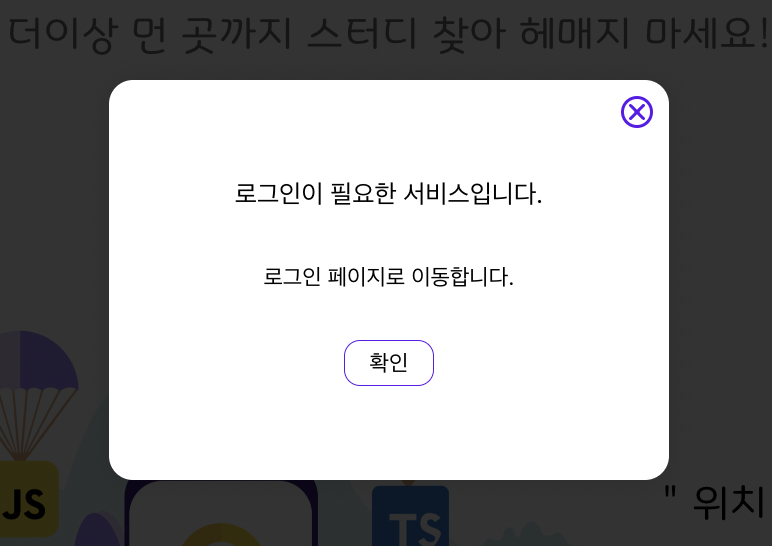 더이상 먼 곳까지 스터디 찾아 헤매지 마세요!
로그인이 필요한 서비스입니다.
로그인 페이지로 이동합니다.
확인
JS
TS
" 위치